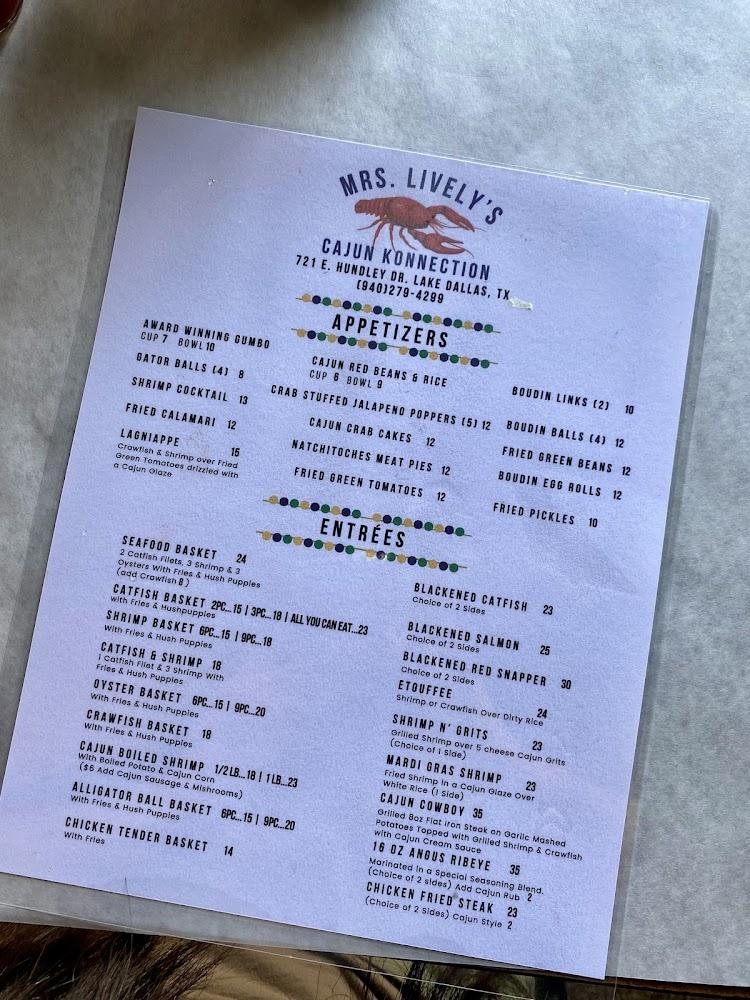 MRS. LIVELY'S
CAJUN KONNECTION
721 E. HUNDLEY DR. LAKE DALLAS, TX
(940)279-4299
APPETIZERS
AWARD WINNING GUMBO
CUP 7 BOWL 10
GATOR BALLS (4) 8
SHRIMP COCKTAIL 13
FRIED CALAMARI 12
LAGNIAPPE 15
Crawfish & Shrimp over Fried
Green Tomatoes drizzled with
a Cajun Glaze
CAJUN RED BEANS & RICE
CUP 6 BOWL 9
CRAB STUFFED JALAPENO POPPERS (5) 12
CAJUN CRAB CAKES 12
NATCHITOCHES MEAT PIES 12
FRIED GREEN TOMATOES 12
BOUDIN LINKS (2) 10
BOUDIN BALLS (4) 12
FRIED GREEN BEANS 12
BOUDIN EGG ROLLS 12
FRIED PICKLES 10
ENTRÉES
SEAFOOD BASKET 24
2 Catfish Filets, 3 Shrimp & 3
Oysters With Fries & Hush Puppies
(add Crawfish 8)
CATFISH BASKET 2PC...15 | 3PC...18 | ALL YOU CAN EAT...23
with Fries & Hushpuppies
SHRIMP BASKET 6PC...15 | 9PC...18
With Fries & Hush Puppies
CATFISH & SHRIMP 18
1 Catfish Filet & 3 Shrimp With
Fries & Hush Puppies
OYSTER BASKET 6PC...15 | 9PC...20
With Fries & Hush Puppies
CRAWFISH BASKET 18
With Fries & Hush Puppies
CAJUN BOILED SHRIMP 1/2 LB...18 | 1 LB...23
With Boiled Potato & Cajun Corn
($6 Add Cajun Sausage & Mishrooms)
ALLIGATOR BALL BASKET 6PC...15 | 9PC...20
With Fries & Hush Puppies
CHICKEN TENDER BASKET 14
With Fries
BLACKENED CATFISH 23
Choice of 2 Sides
BLACKENED SALMON 25
Choice of 2 Sides
BLACKENED RED SNAPPER 30
Choice of 2 Sides
ETOUFFEE 24
Shrimp or Crawfish Over Dirty Rice
SHRIMP N' GRITS 23
Grilled Shrimp over 5 cheese Cajun Grits
(Choice of 1 Side)
MARDI GRAS SHRIMP 23
Fried Shrimp in a Cajun Glaze Over
White Rice (1 Side)
CAJUN COWBOY 35
Grilled 8oz Flat Iron Steak on Garlic Mashed
Potatoes Topped with Grilled Shrimp & Crawfish
with Cajun Cream Sauce
16 OZ ANGUS RIBEYE 35
Marinated in a Special Seasoning Blend.
(Choice of 2 sides) Add Cajun Rub 2
CHICKEN FRIED STEAK 23
(Choice of 2 Sides) Cajun Style 2